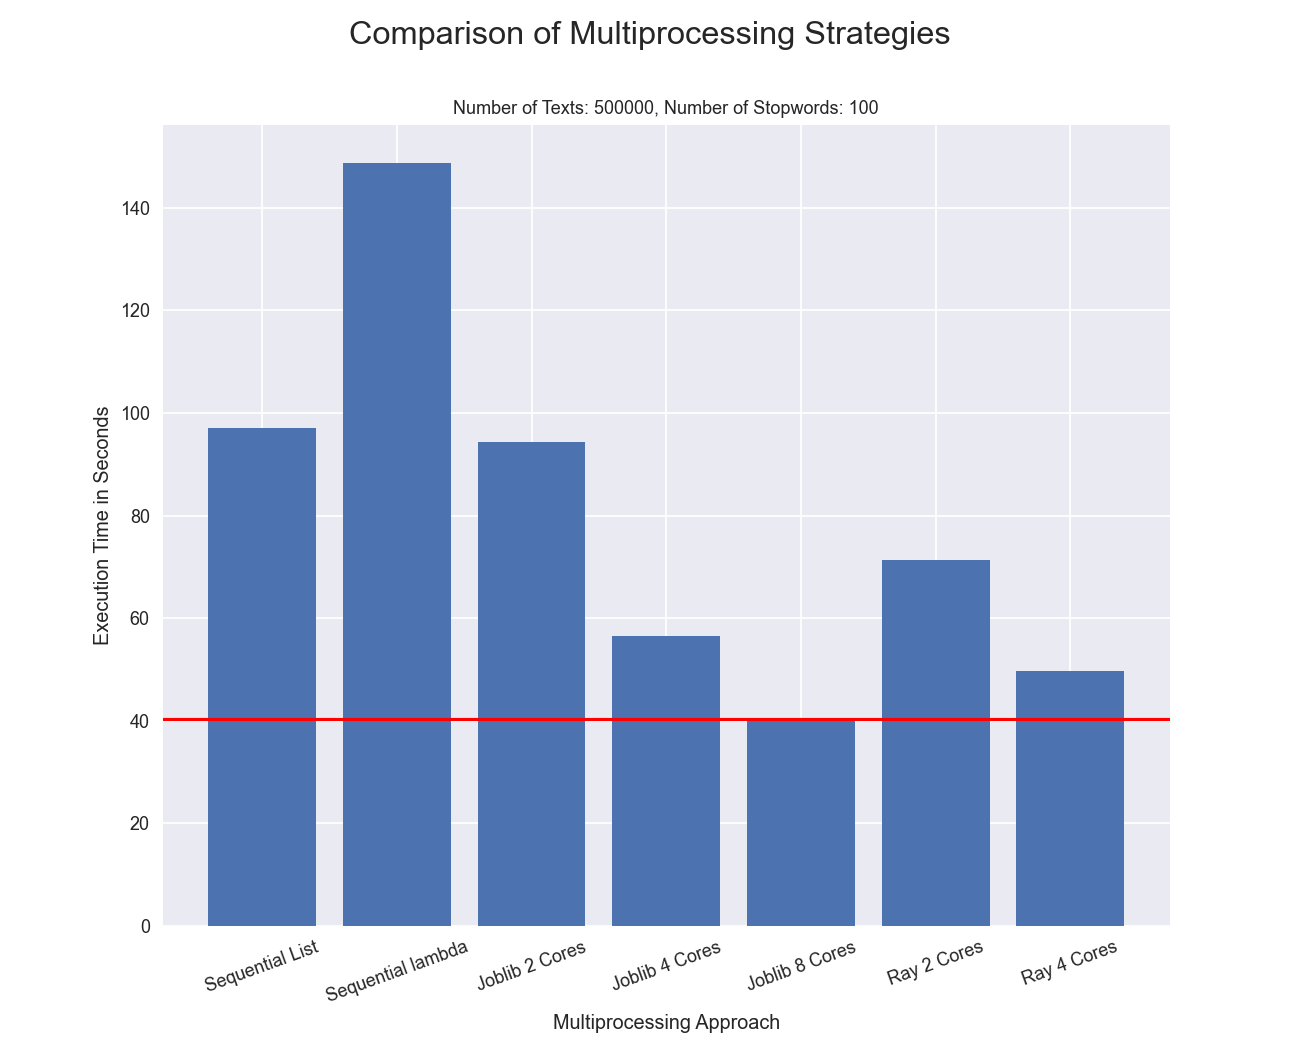 Comparison of Multiprocessing Strategies
Number of Texts: 500000, Number of Stopwords: 100
Execution Time in Seconds
140
120
100
80
60
40
20
0
Sequential List
Sequential lambda
Joblib 2 Cores
Joblib 4 Cores
Joblib 8 Cores
Ray 2 Cores
Ray 4 Cores
Multiprocessing Approach